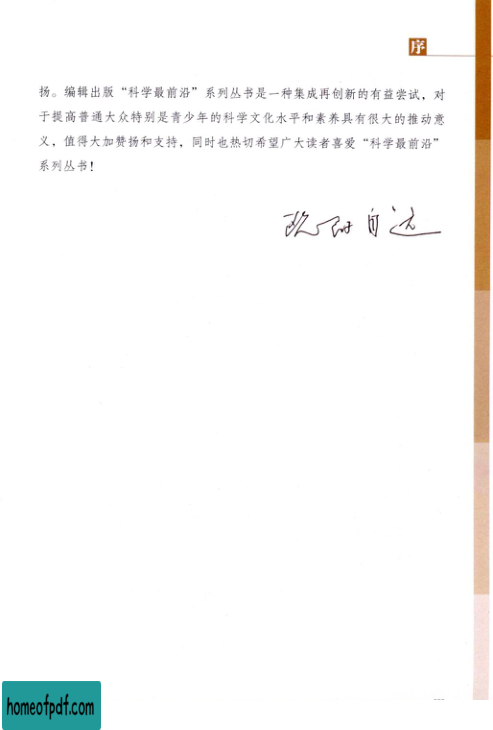 序
扬。编辑出版“科学最前沿”系列丛书是一种集成再创新的有益尝试，对
于提高普通大众特别是青少年的科学文化水平和素养具有很大的推动意
义，值得大加赞扬和支持，同时也热切希望广大读者喜爱“科学最前沿”
系列丛书！
欧阳自远
homeofpdf.com